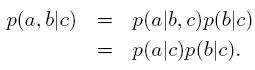 p(a, b|c) = p(a|b, c)p(b|c)
= p(a|c)p(b|c).